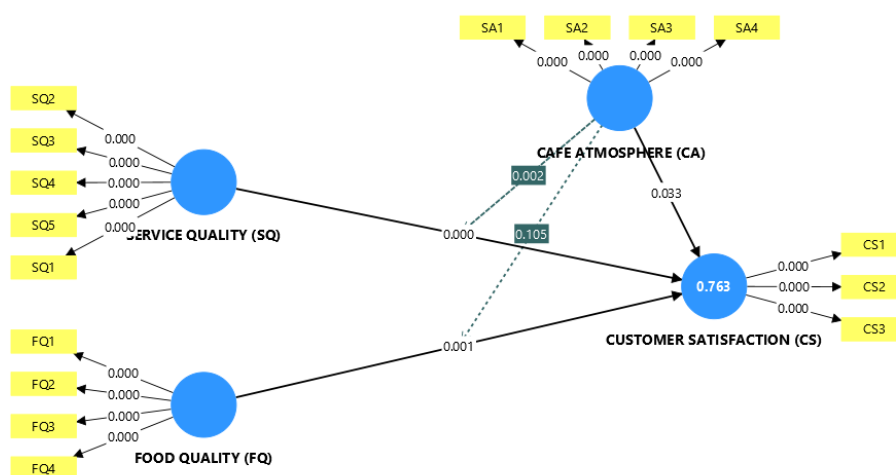 SA1
SA2
SA3
SA4
0.000
0.000
0.000
0.000
CAFE ATMOSPHERE (CA)
SQ2
SQ3
SQ4
SQ5
SQ1
0.000
0.000
0.000
0.000
0.000
SERVICE QUALITY (SQ)
0.002
0.105
0.033
0.000
0.001
0.763
CUSTOMER SATISFACTION (CS)
0.000
0.000
0.000
CS1
CS2
CS3
FQ1
FQ2
FQ3
FQ4
0.000
0.000
0.000
0.000
FOOD QUALITY (FQ)